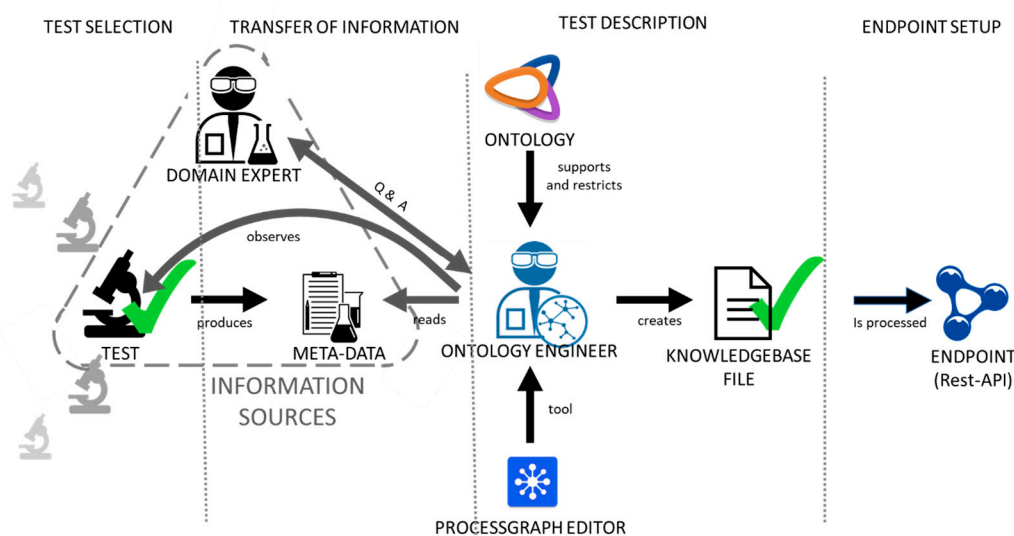 TEST SELECTION
TRANSFER OF INFORMATION
TEST DESCRIPTION
ENDPOINT SETUP
ONTOLOGY
supports
and restricts
DOMAIN EXPERT
Q & A
observes
produces
reads
creates
Is processed
TEST
META-DATA
ONTOLOGY ENGINEER
KNOWLEDGEBASE
FILE
ENDPOINT
(Rest-API)
INFORMATION
SOURCES
tool
PROCESSGRAPH EDITOR